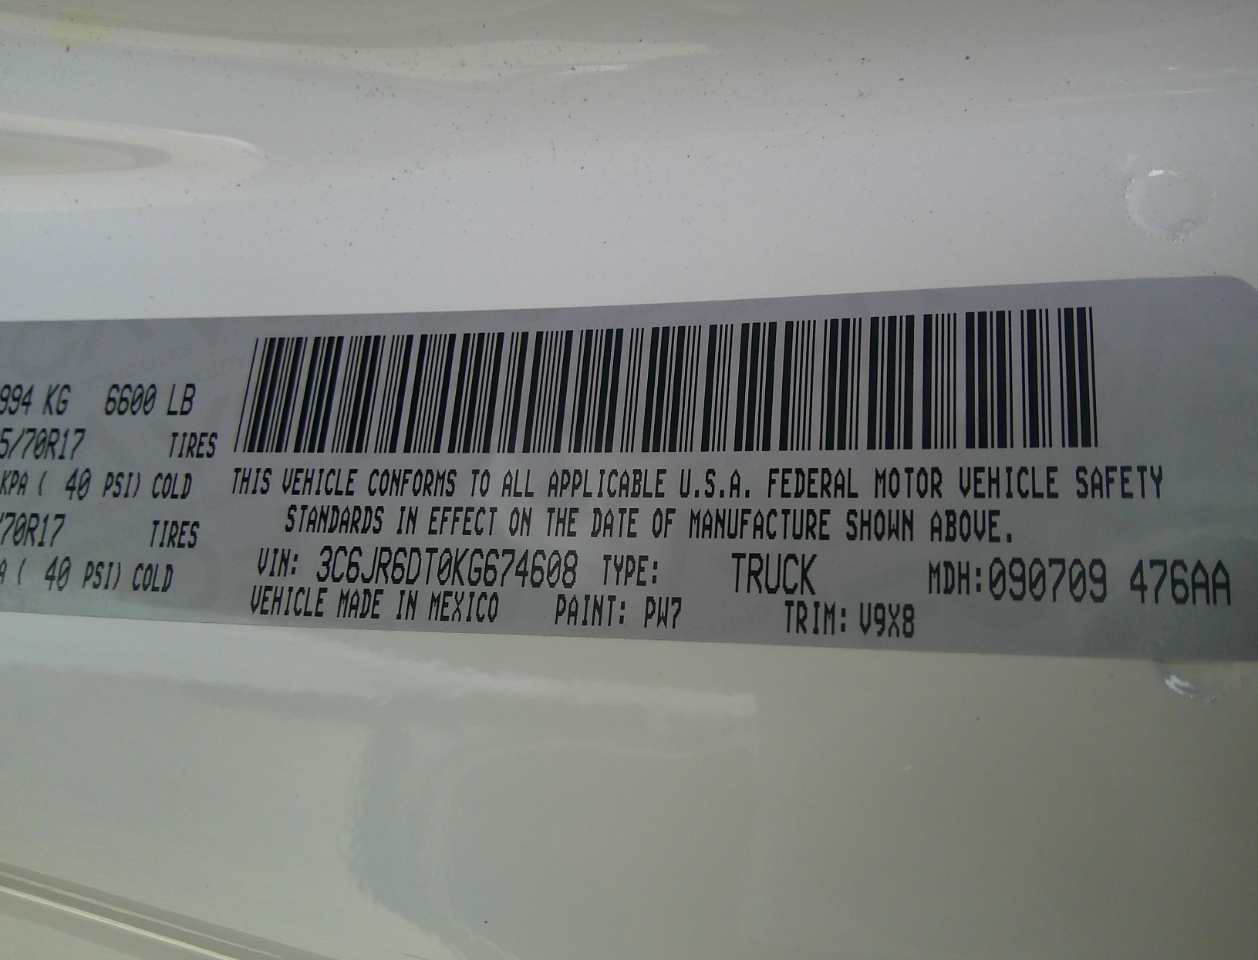 994 KG 6600 LB
5/70R17 TIRES
KPA ( 40 PSI) COLD
/70R17 TIRES
A ( 40 PSI) COLD
THIS VEHICLE CONFORMS TO ALL APPLICABLE U.S.A. FEDERAL MOTOR VEHICLE SAFETY
STANDARDS IN EFFECT ON THE DATE OF MANUFACTURE SHOWN ABOVE.
VIN: 3C6JR6DT0KG674608 TYPE: TRUCK MDH:090709 476AA
VEHICLE MADE IN MEXICO PAINT: PW7 TRIM: V9X8